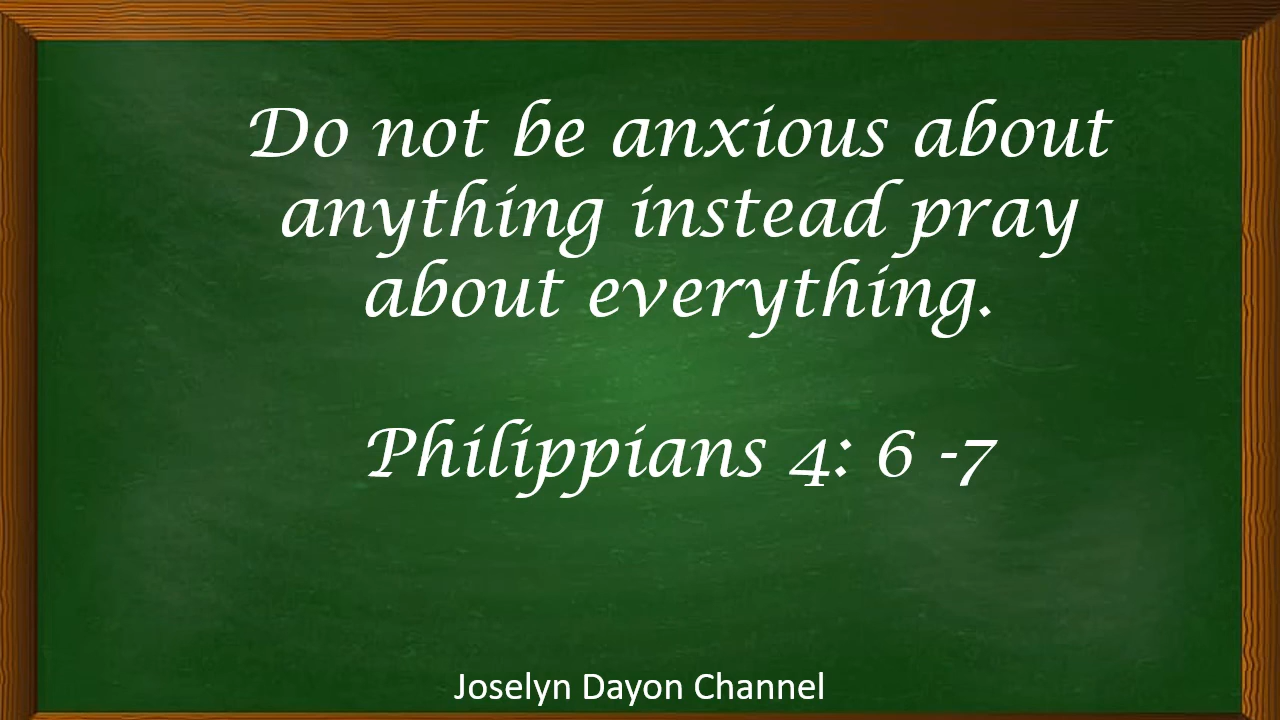 Do not be anxious about
anything instead pray
about everything.
Philippians 4: 6 -7
Joselyn Dayon Channel